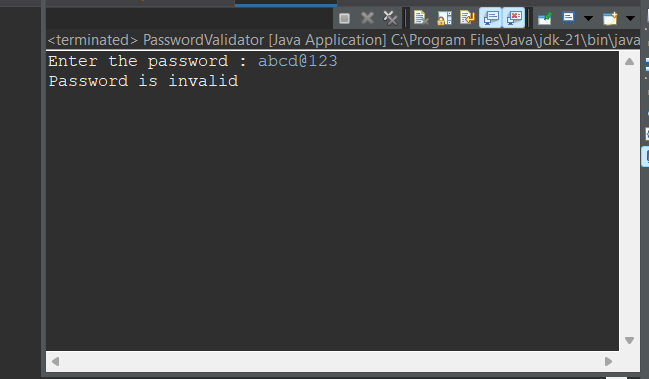 <terminated> PasswordValidator [Java Application] C:\Program Files\Java\jdk-21\bin\java
Enter the password : abcd@123
Password is invalid